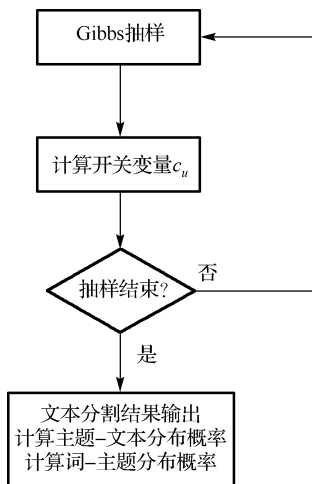 Gibbs抽样
计算开关变量cu
抽样结束?
否
是
文本分割结果输出
计算主题-文本分布概率
计算词-主题分布概率